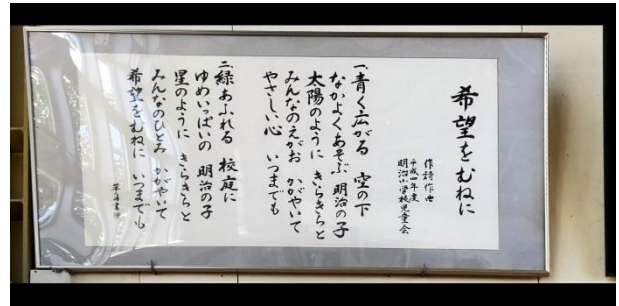 希望をむねに
作詩作曲
平成四年度
明治小学校児童会
一、青く広がる 空の下
なかよくあそぶ 明治の子
太陽のように きらきらと
みんなのえがお かがやいて
やさしい心 いつまでも
二、緑あふれる 校庭に
ゆめいっぱいの 明治の子
星のように きらきらと
みんなのひとみ かがやいて
希望をむねに いつまでも